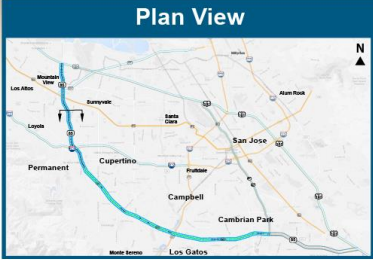 Plan View
N
Milpitas
Mountain
View
Los Altos
Alum Rock
Sunnyvale
Santa
Clara
Loyola
San Jose
Cupertino
Fruitdale
Permanent
Campbell
Cambrian Park
Monte Sereno
Los Gatos